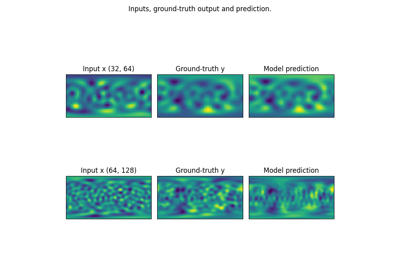 Inputs, ground-truth output and prediction.
Input x (32, 64) Ground-truth y Model prediction
Input x (64, 128) Ground-truth y Model prediction